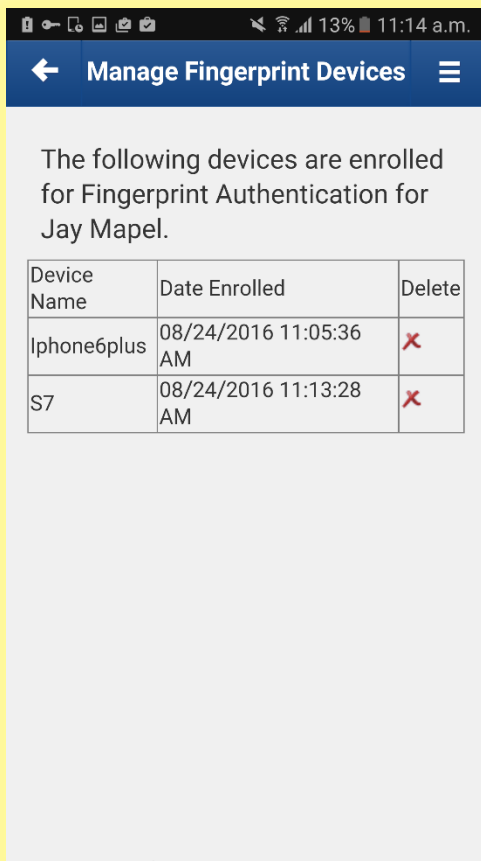 13% 11:14 a.m.
Manage Fingerprint Devices
The following devices are enrolled
for Fingerprint Authentication for
Jay Mapel.
Device
Name
Date Enrolled
Delete
Iphone6plus
08/24/2016 11:05:36
AM
S7
08/24/2016 11:13:28
AM